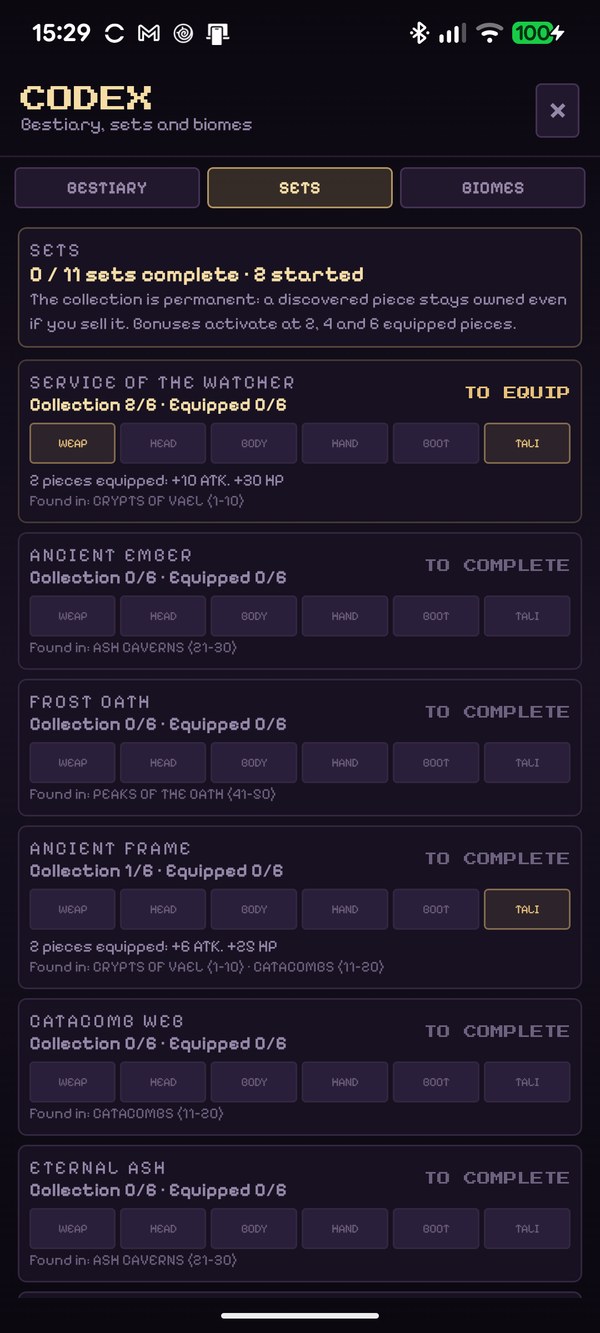 15:29
100
CODEX
Bestiary, sets and biomes
×
BESTIARY SETS BIOMES
SETS
0 / 11 sets complete · 2 started
The collection is permanent: a discovered piece stays owned even
if you sell it. Bonuses activate at 2, 4 and 6 equipped pieces.
SERVICE OF THE WATCHER
TO EQUIP
Collection 2/6 · Equipped 0/6
WEAP HEAD BODY HAND BOOT TALI
2 pieces equipped: +10 ATK. +30 HP
Found in: CRYPTS OF VAEL (1-10)
ANCIENT EMBER
TO COMPLETE
Collection 0/6 · Equipped 0/6
WEAP HEAD BODY HAND BOOT TALI
Found in: ASH CAVERNS (21-30)
FROST OATH
TO COMPLETE
Collection 0/6 · Equipped 0/6
WEAP HEAD BODY HAND BOOT TALI
Found in: PEAKS OF THE OATH (41-50)
ANCIENT FRAME
TO COMPLETE
Collection 1/6 · Equipped 0/6
WEAP HEAD BODY HAND BOOT TALI
2 pieces equipped: +6 ATK. +25 HP
Found in: CRYPTS OF VAEL (1-10) · CATACOMBS (11-20)
CATACOMB WEB
TO COMPLETE
Collection 0/6 · Equipped 0/6
WEAP HEAD BODY HAND BOOT TALI
Found in: CATACOMBS (11-20)
ETERNAL ASH
TO COMPLETE
Collection 0/6 · Equipped 0/6
WEAP HEAD BODY HAND BOOT TALI
Found in: ASH CAVERNS (21-30)